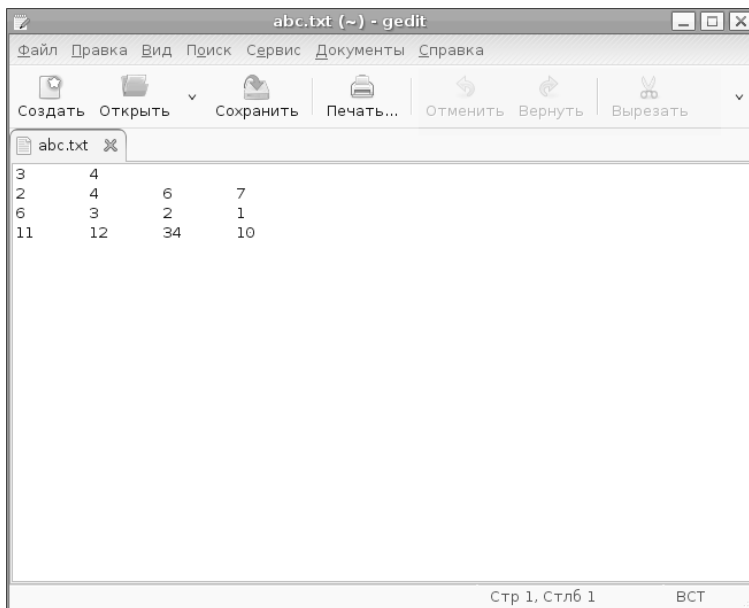 abc.txt (~) - gedit
Файл Правка Вид Поиск Сервис Документы Справка
Создать Открыть Сохранить Печать... Отменить Вернуть Вырезать
abc.txt
3 4
2 4 6 7
6 3 2 1
11 12 34 10
Стр 1, Стлб 1 ВСТ